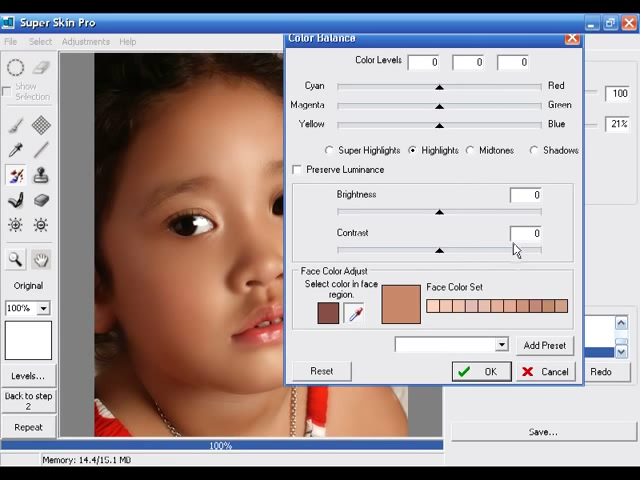 Super Skin Pro
File Select Adjustments Help
Show
Selection
Original
100%
Levels...
Back to step
2
Repeat
Color Balance
Color Levels 0 0 0
Cyan Red
Magenta Green
Yellow Blue
Super Highlights Highlights Midtones Shadows
Preserve Luminance
Brightness 0
Contrast 0
Face Color Adjust
Select color in face
region.
Face Color Set
Add Preset
Reset OK Cancel
100
21%
Redo
Save...
100%
Memory: 14.4/15.1 MB